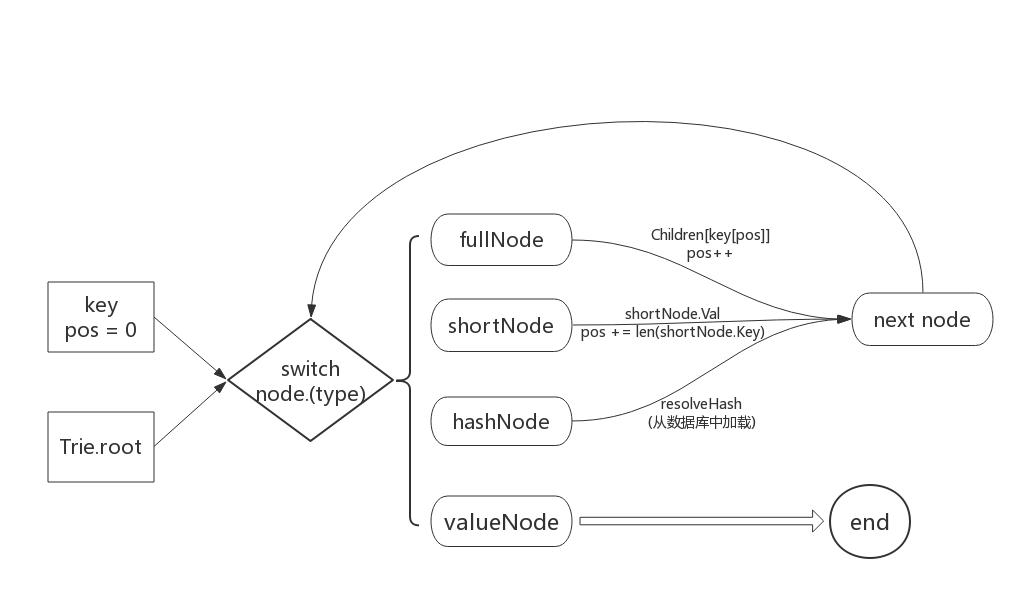 key
pos = 0
Trie.root
switch
node.(type)
fullNode
Children[key[pos]]
pos++
shortNode
shortNode.Val
pos += len(shortNode.Key)
hashNode
resolveHash
(从数据库中加载)
next node
valueNode
end